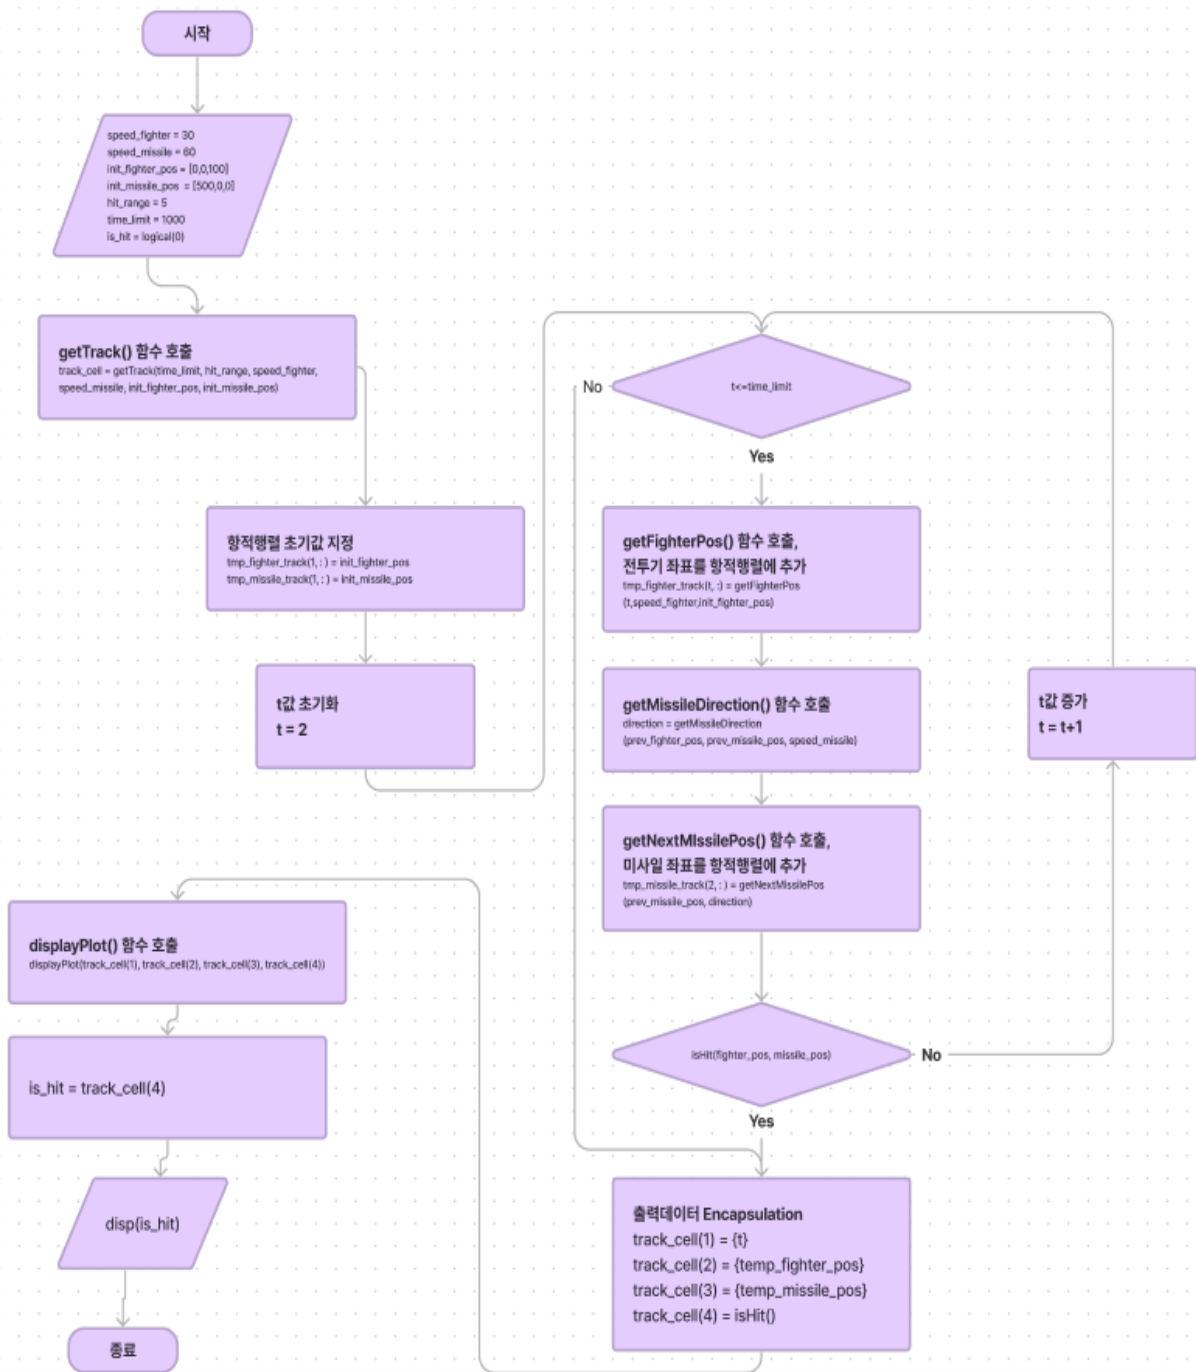 시작
speed_fighter = 30
speed_missile = 60
init_fighter_pos = [0,0,100]
init_missile_pos = [500,0,0]
hit_range = 5
time_limit = 1000
is_hit = logical(0)
getTrack() 함수 호출
track_cell = getTrack(time_limit, hit_range, speed_fighter,
speed_missile, init_fighter_pos, init_missile_pos)
항적행렬 초기값 지정
tmp_fighter_track(1, : ) = init_fighter_pos
tmp_missile_track(1, : ) = init_missile_pos
t값 초기화
t = 2
t<=time_limit
No
Yes
getFighterPos() 함수 호출,
전투기 좌표를 항적행렬에 추가
tmp_fighter_track(t, :) = getFighterPos
(t,speed_fighter,init_fighter_pos)
getMissileDirection() 함수 호출
direction = getMissileDirection
(prev_fighter_pos, prev_missile_pos, speed_missile)
getNextMIssilePos() 함수 호출,
미사일 좌표를 항적행렬에 추가
tmp_missile_track(2, : ) = getNextMissilePos
(prev_missile_pos, direction)
isHit(fighter_pos, missile_pos)
No
t값 증가
t = t+1
Yes
출력데이터 Encapsulation
track_cell(1) = {t}
track_cell(2) = {temp_fighter_pos}
track_cell(3) = {temp_missile_pos}
track_cell(4) = isHit()
displayPlot() 함수 호출
displayPlot(track_cell(1), track_cell(2), track_cell(3), track_cell(4))
is_hit = track_cell(4)
disp(is_hit)
종료